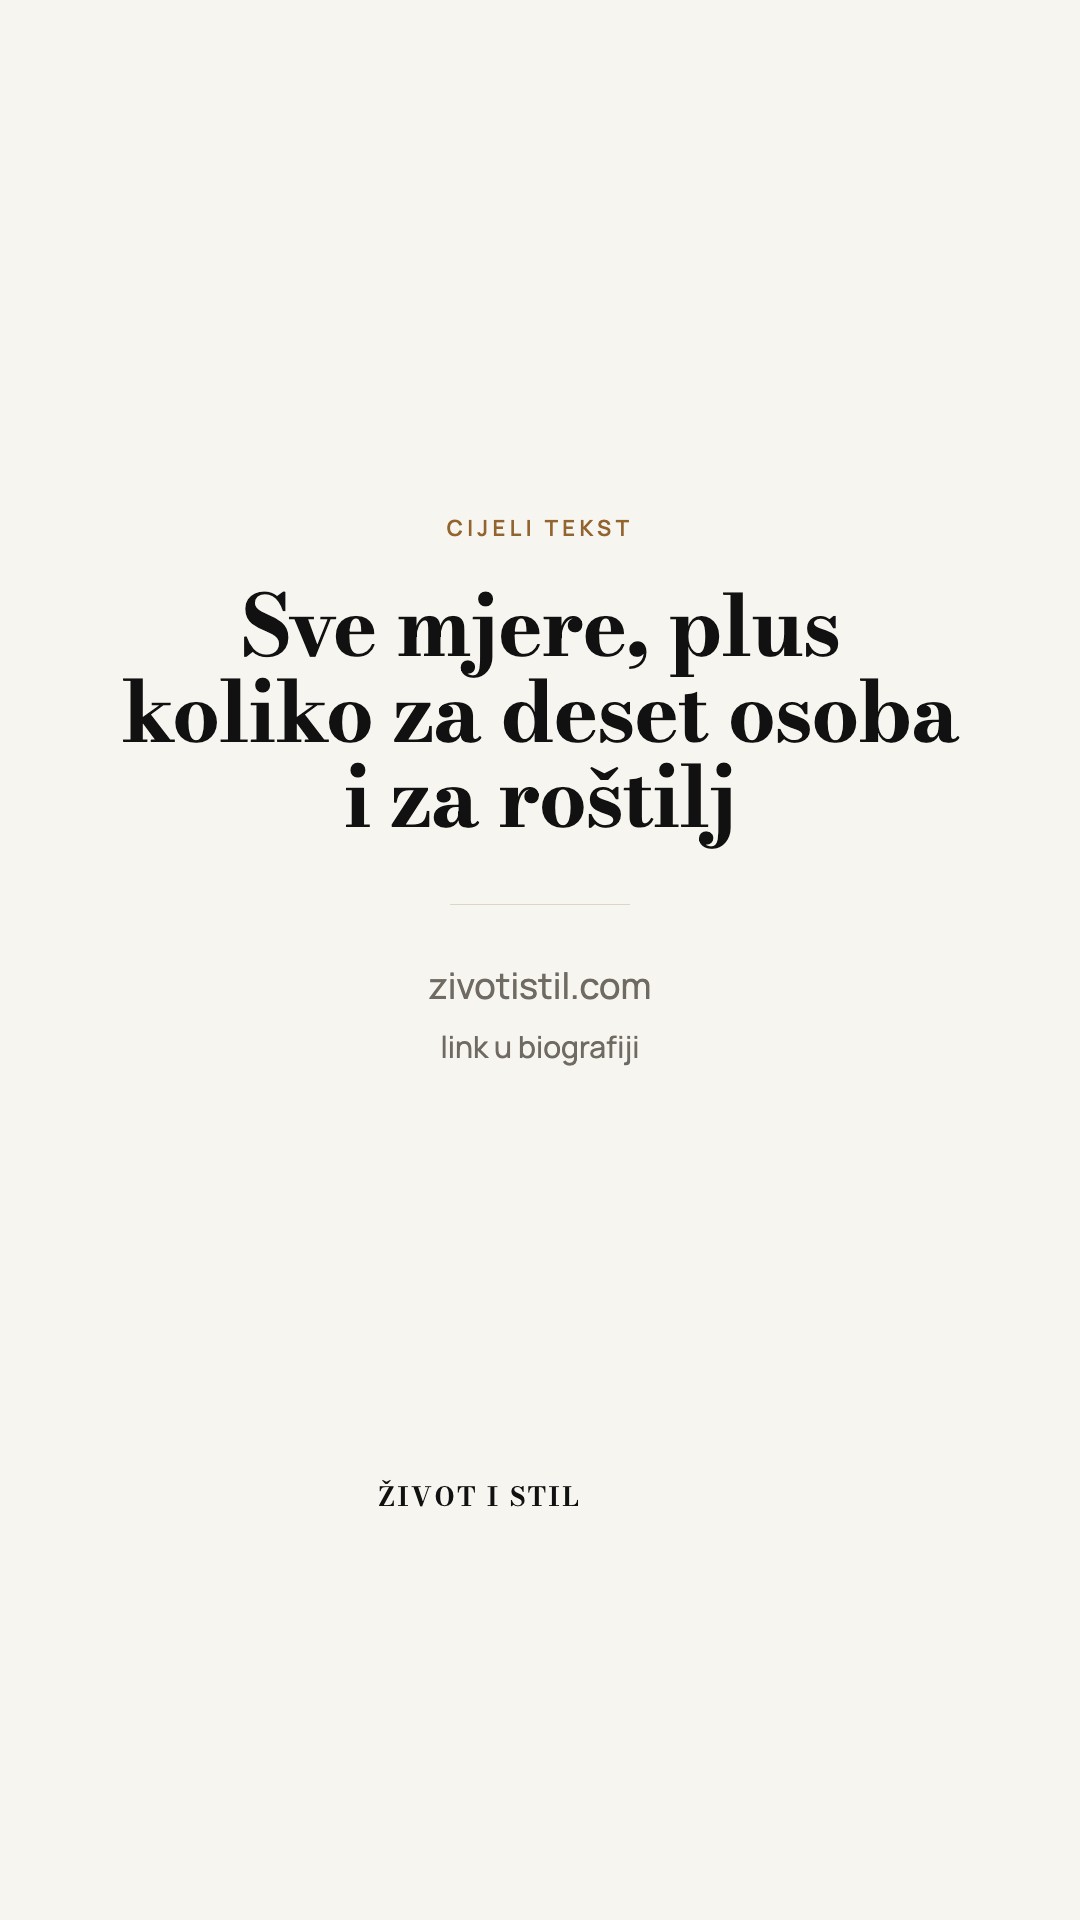 CIJELI TEKST
Sve mjere, plus
koliko za deset osoba
i za roštilj
zivotistil.com
link u biografiji
ŽIVOT I STIL